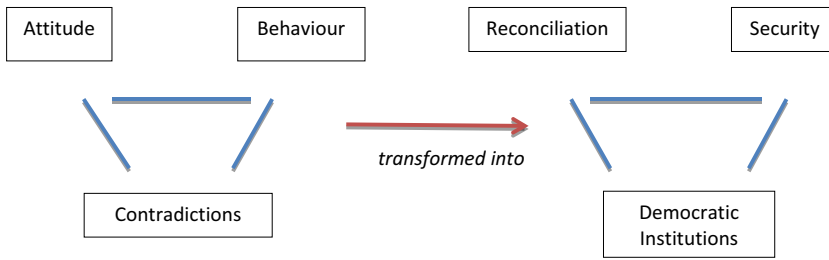 Attitude
Behaviour
Reconciliation
Security
transformed into
Contradictions
Democratic
Institutions